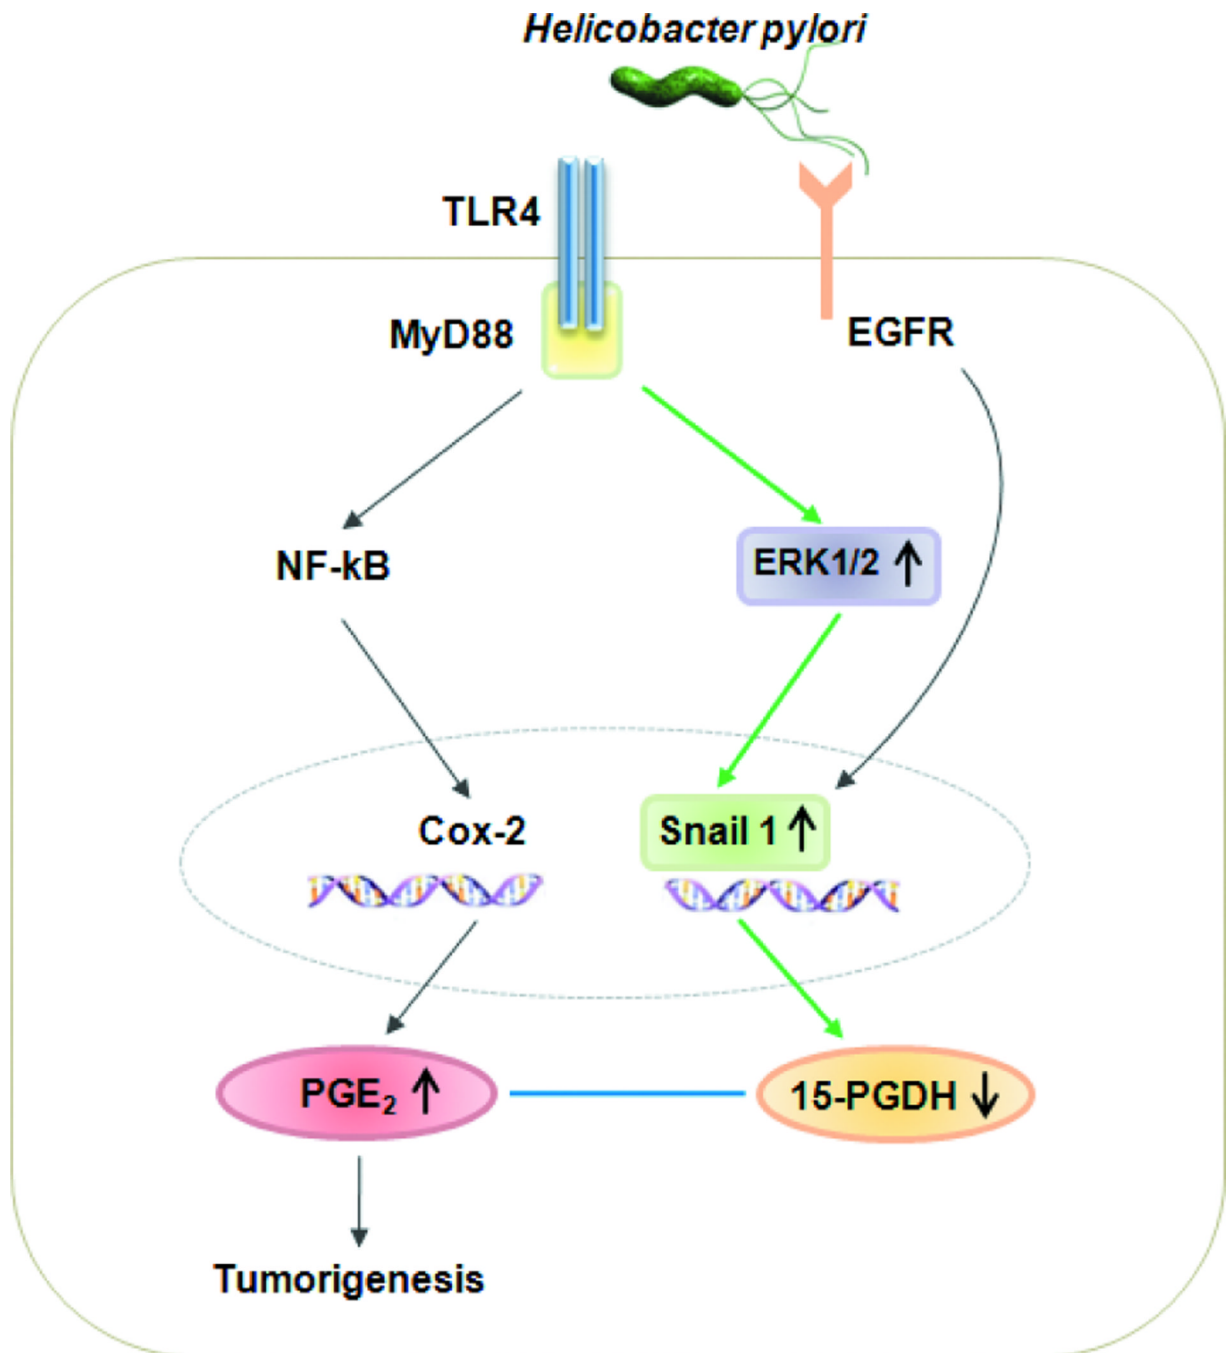 Helicobacter pylori
TLR4
MyD88
EGFR
NF-kB
ERK1/2 ↑
Cox-2
Snail 1 ↑
PGE₂ ↑
15-PGDH ↓
Tumorigenesis